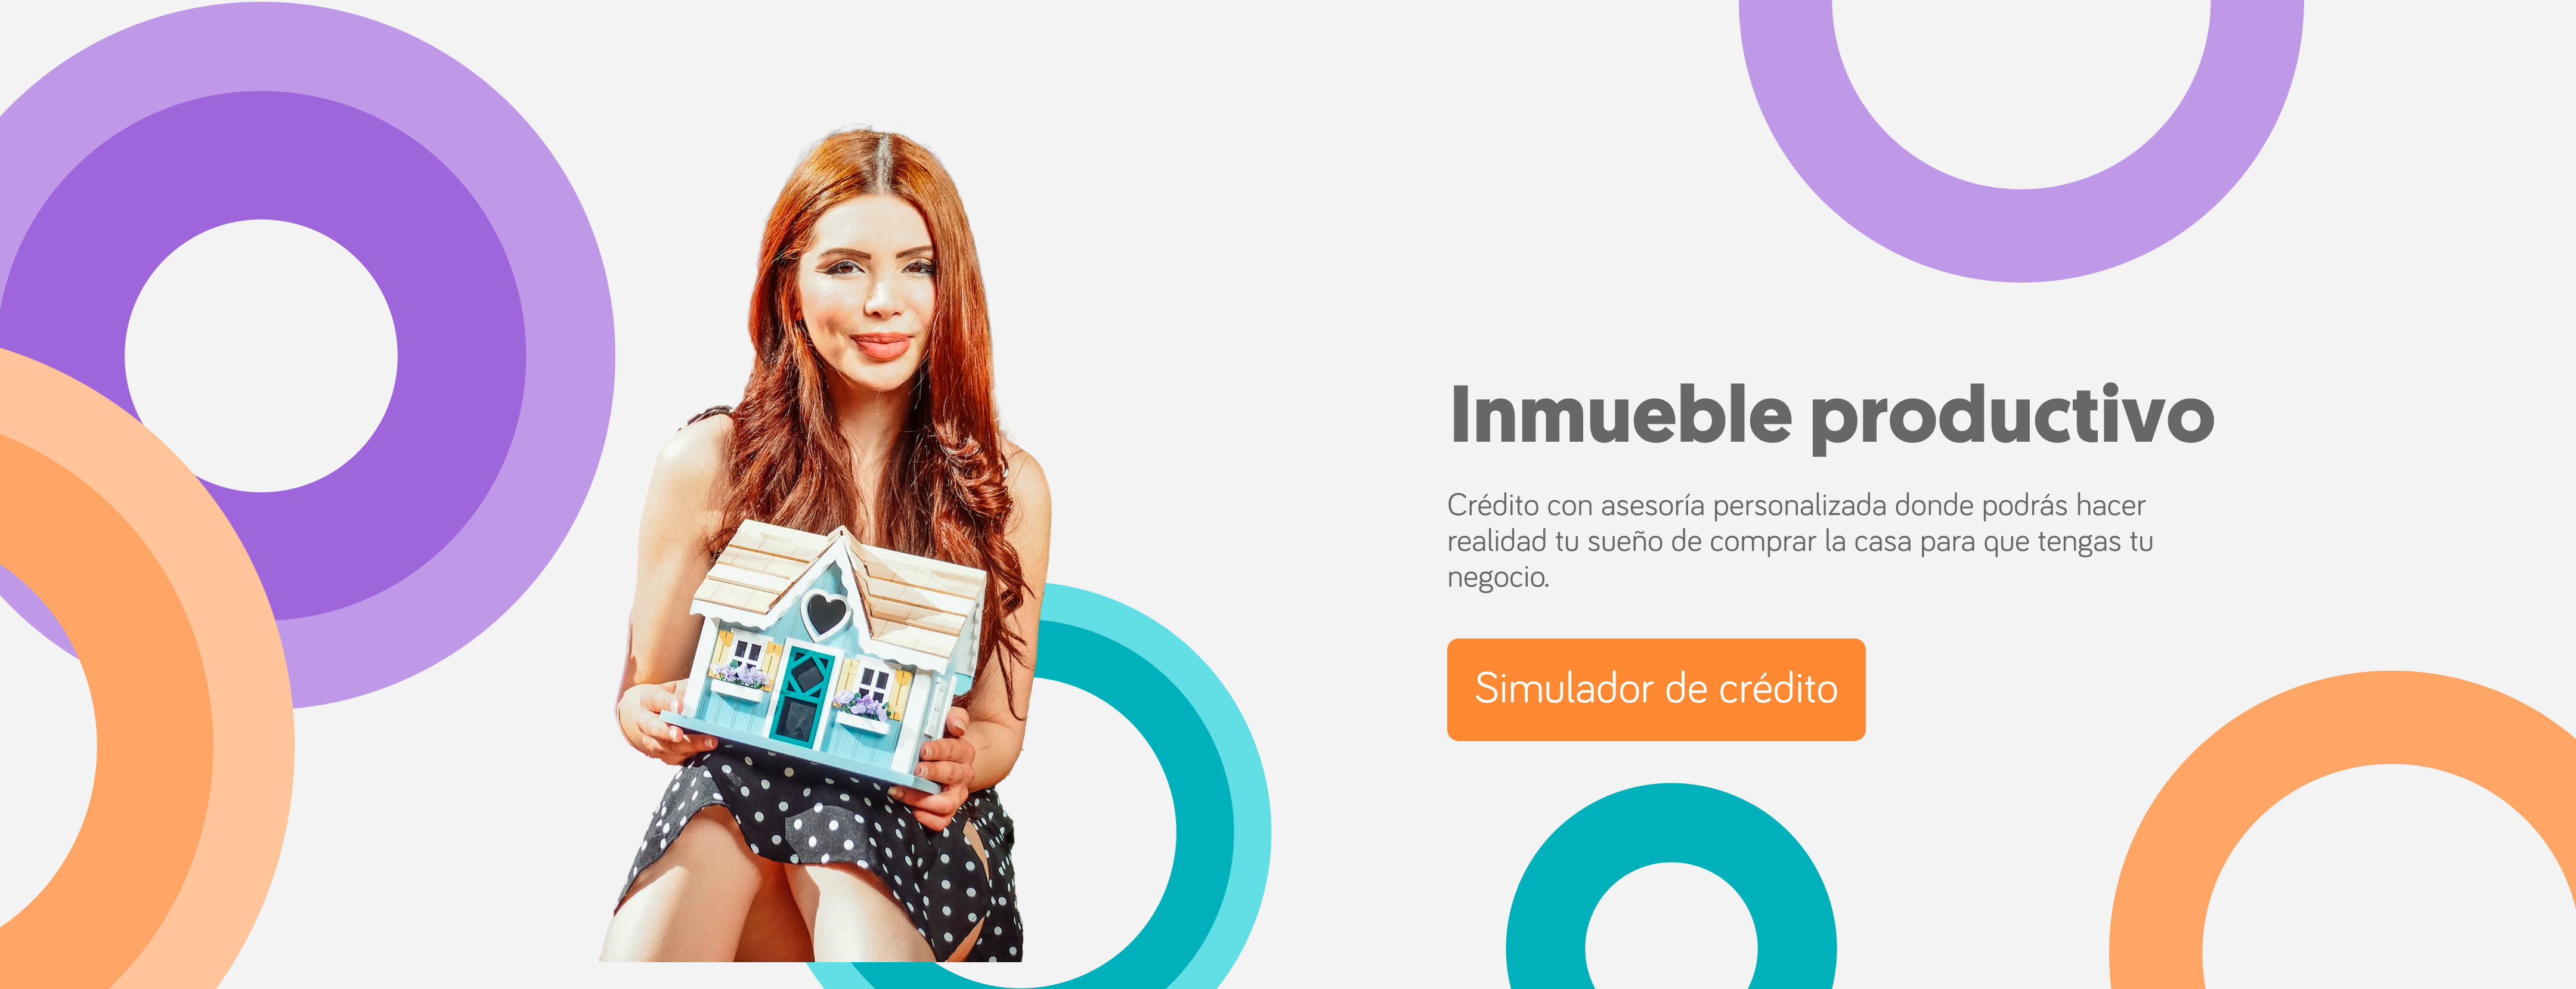 Inmueble productivo
Crédito con asesoría personalizada donde podrás hacer
realidad tu sueño de comprar la casa para que tengas tu
negocio.
Simulador de crédito